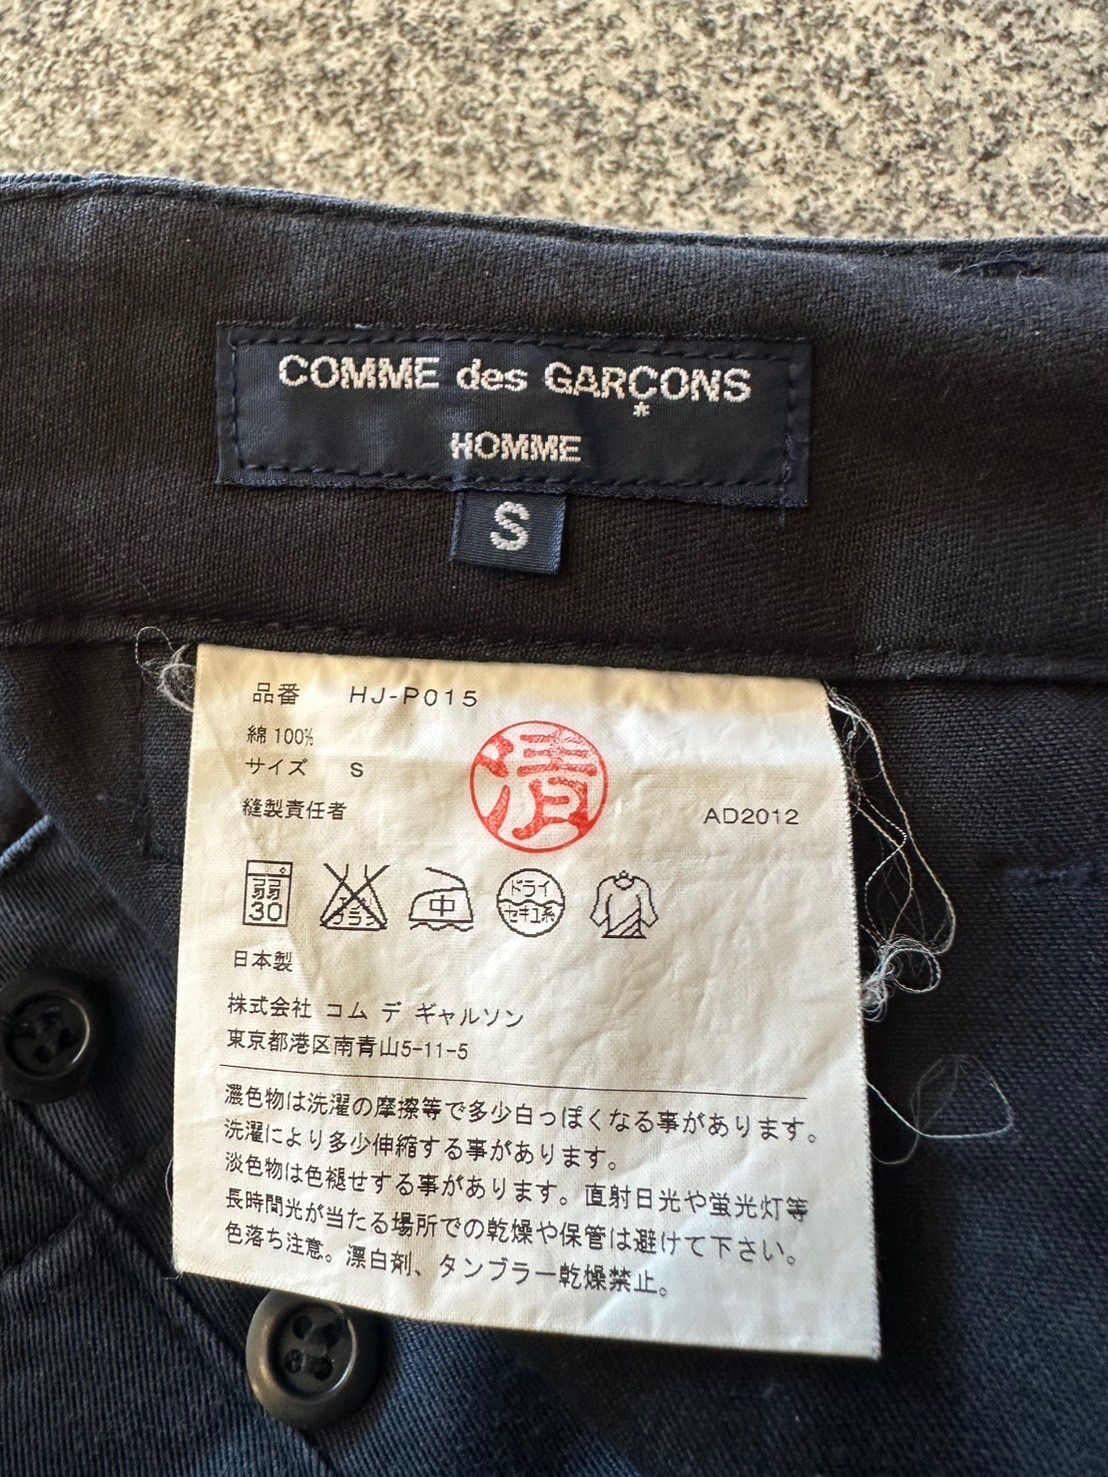 COMME des GARÇONS
*
HOMME
S
品番 HJ-P015
綿 100%
サイズ S
縫製責任者
清
AD2012
弱
30
エンソ
サラシ
中
ドライ
セキユ系
日本製
株式会社 コム デ ギャルソン
東京都港区南青山5-11-5
濃色物は洗濯の摩擦等で多少白っぽくなる事があります。
洗濯により多少伸縮する事があります。
淡色物は色褪せする事があります。直射日光や蛍光灯等
長時間光が当たる場所での乾燥や保管は避けて下さい。
色落ち注意。漂白剤、タンブラー乾燥禁止。